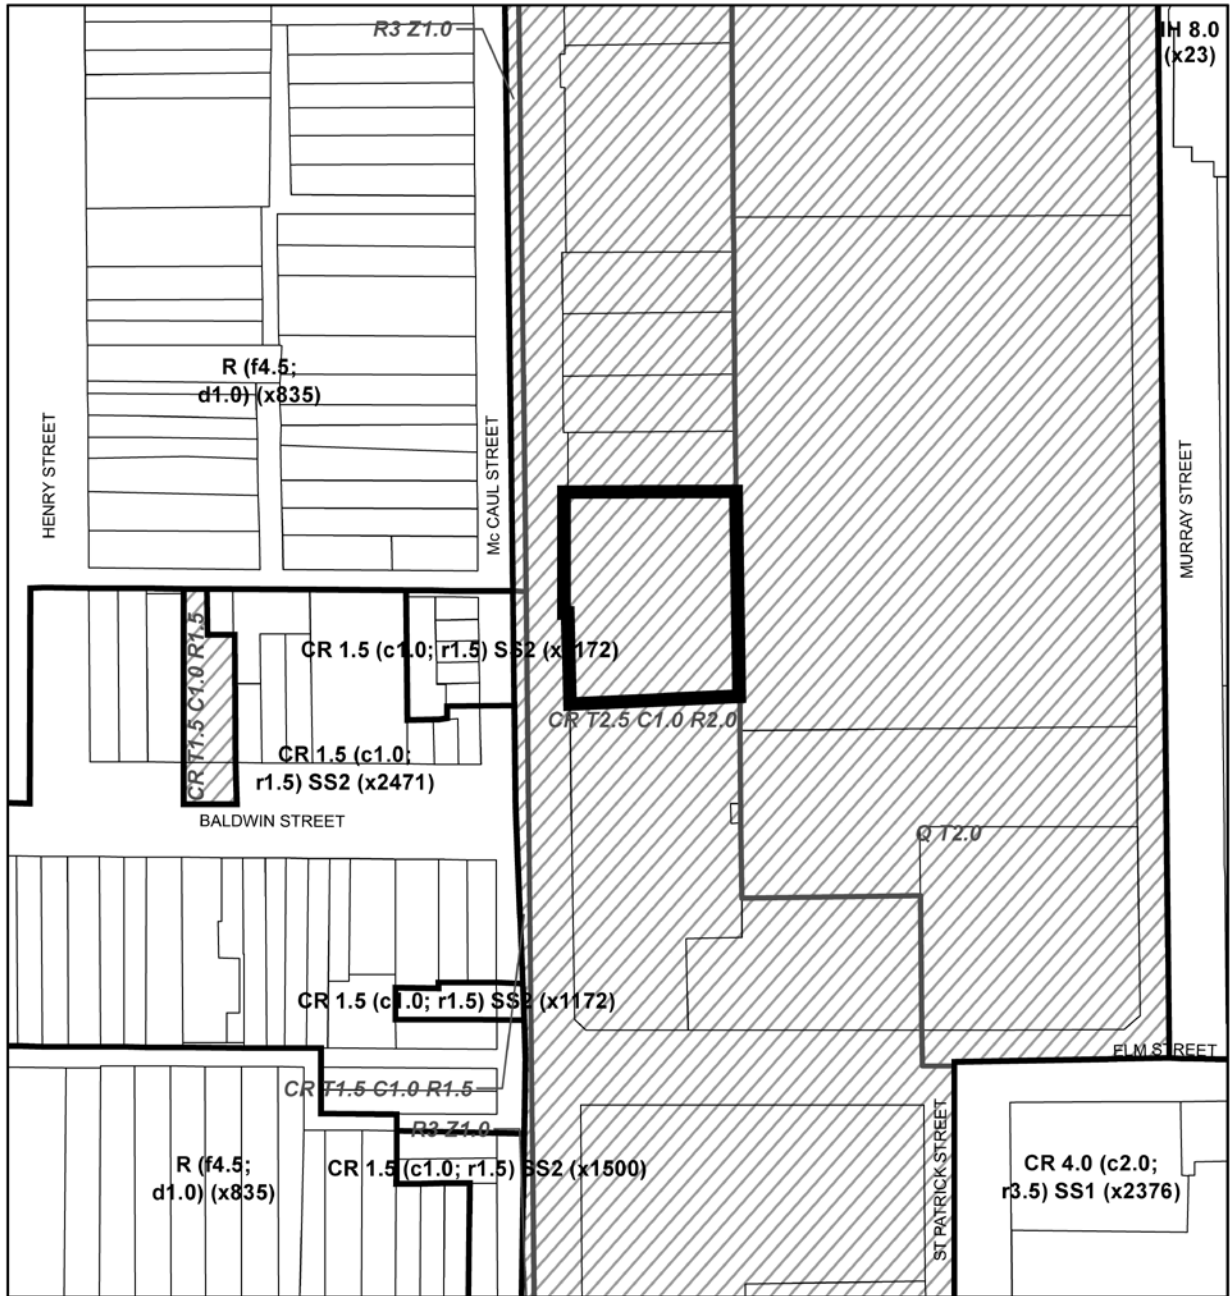 R3 Z1.0
IH 8.0
(x23)
R (f4.5;
d1.0) (x835)
HENRY STREET
Mc CAUL STREET
MURRAY STREET
CR T1.5 C1.0 R1.5
CR 1.5 (c1.0; r1.5) SS2 (x1172)
CR T2.5 C1.0 R2.0
CR 1.5 (c1.0;
r1.5) SS2 (x2471)
BALDWIN STREET
Q T2.0
CR 1.5 (c1.0; r1.5) SS2 (x1172)
ELM STREET
CR T1.5 C1.0 R1.5
R3 Z1.0
R (f4.5;
d1.0) (x835)
CR 1.5 (c1.0; r1.5) SS2 (x1500)
ST PATRICK STREET
CR 4.0 (c2.0;
r3.5) SS1 (x2376)